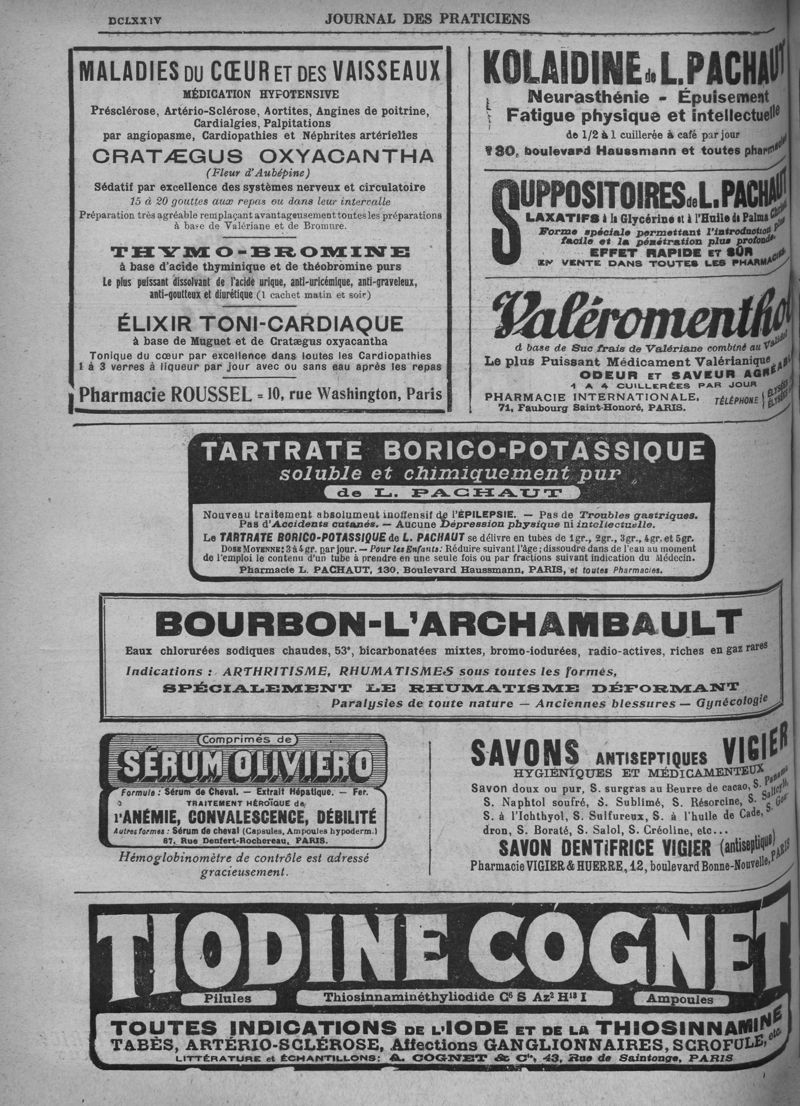 DCLXXIV
JOURNAL DES PRATICIENS
MALADIES DU CŒUR ET DES VAISSEAUX
MÉDICATION HYPOTENSIVE
Présclérose, Artério-Sclérose, Aortites, Angines de poitrine,
Cardialgies, Palpitations
par angiopasme, Cardiopathies et Néphrites artérielles
CRATÆGUS OXYACANTHA
(Fleur d'Aubépine)
Sédatif par excellence des systèmes nerveux et circulatoire
15 à 20 gouttes aux repas ou dans leur intervalle
Préparation très agréable remplaçant avantageusement toutes les préparations
à base de Valériane et de Bromure.
THYMO-BROMINE
à base d'acide thyminique et de théobromine purs
Le plus puissant dissolvant de l'acide urique, anti-uricémique, anti-graveleux,
anti-goutteux et diurétique (1 cachet matin et soir)
ÉLIXIR TONI-CARDIAQUE
à base de Muguet et de Cratægus oxyacantha
Tonique du cœur par excellence dans toutes les Cardiopathies
1 à 3 verres à liqueur par jour avec ou sans eau après les repas
Pharmacie ROUSSEL = 10, rue Washington, Paris
KOLAIDINE de L. PACHAUT
Neurasthénie - Épuisement
Fatigue physique et intellectuelle
de 1/2 à 1 cuillerée à café par jour
130, boulevard Haussmann et toutes pharmacies
SUPPOSITOIRES de L. PACHAUT
LAXATIFS à la Glycérine et à l'Huile de Palma
Forme spéciale permettant l'introduction
facile et la pénétration plus profonde
EFFET RAPIDE ET SÛR
EN VENTE DANS TOUTES LES PHARMACIES
Valéromenthol
à base de Suc frais de Valériane combiné au
Le plus Puissant Médicament Valérianique
ODEUR ET SAVEUR AGRÉAB
1 A 4 CUILLERÉES PAR JOUR
PHARMACIE INTERNATIONALE,
71, Faubourg Saint-Honoré, PARIS.
TÉLÉPHONE { ÉLYSÉES
ÉLYSÉES
TARTRATE BORICO-POTASSIQUE
soluble et chimiquement pur
de L. PACHAUT
Nouveau traitement absolument inoffensif de l'ÉPILEPSIE. - Pas de Troubles gastriques.
Pas d'Accidents cutanés. - Aucune Dépression physique ni intellectuelle.
Le TARTRATE BORICO-POTASSIQUE de L. PACHAUT se délivre en tubes de 1gr., 2gr., 3gr., 4gr. et 5gr.
DOSE MOYENNE: 3 à 4gr. par jour. - Pour les Enfants: Réduire suivant l'âge; dissoudre dans de l'eau au moment
de l'emploi le contenu d'un tube à prendre en une seule fois ou par fractions suivant indication du Médecin.
Pharmacie L. PACHAUT, 130, Boulevard Haussmann, PARIS, et toutes Pharmacies.
BOURBON-L'ARCHAMBAULT
Eaux chlorurées sodiques chaudes, 53°, bicarbonatées mixtes, bromo-iodurées, radio-actives, riches en gaz rares
Indications : ARTHRITISME, RHUMATISMES sous toutes les formes,
SPÉCIALEMENT LE RHUMATISME DÉFORMANT
Paralysies de toute nature — Anciennes blessures — Gynécologie
Comprimés de
SÉRUM OLIVIERO
Formule : Sérum de Cheval. - Extrait Hépatique. - Fer.
TRAITEMENT HÉROÏQUE de
l'ANÉMIE, CONVALESCENCE, DÉBILITÉ
Autres formes : Sérum de cheval (Capsules, Ampoules hypoderm.)
87, Rue Denfert-Rochereau, PARIS.
Hémoglobinomètre de contrôle est adressé
gracieusement.
SAVONS ANTISEPTIQUES VIGIER
HYGIÉNIQUES ET MÉDICAMENTEUX
Savon doux ou pur, S. surgras au Beurre de cacao, S. Panama
S. Naphtol soufré, S. Sublimé, S. Résorcine, S.
S. à l'Ichthyol, S. Sulfureux, S. à l'huile de Cade, S. Gou
dron, S. Boraté, S. Salol, S. Créoline, etc...
SAVON DENTIFRICE VIGIER (antiseptique)
Pharmacie VIGIER & HUERRE, 12, boulevard Bonne-Nouvelle, PARIS
TIODINE COGNET
Pilules
Thiosinnaminéthyliodide C⁶ S Az² H¹³ I
Ampoules
TOUTES INDICATIONS DE L'IODE ET DE LA THIOSINNAMINE
TABÈS, ARTÉRIO-SCLÉROSE, Affections GANGLIONNAIRES, SCROFULE, etc.
LITTÉRATURE et ÉCHANTILLONS: A. COGNET & Cie, 43, Rue de Saintonge, PARIS